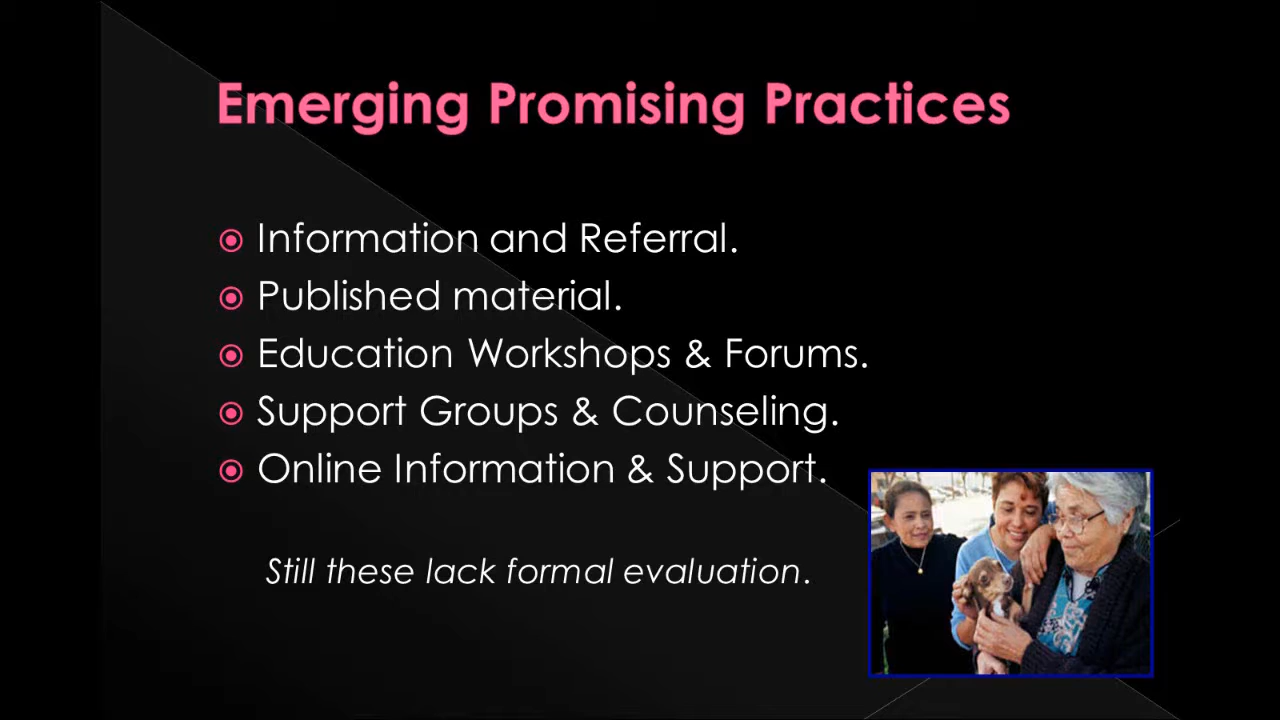 Emerging Promising Practices
Information and Referral.
Published material.
Education Workshops & Forums.
Support Groups & Counseling.
Online Information & Support.
Still these lack formal evaluation.